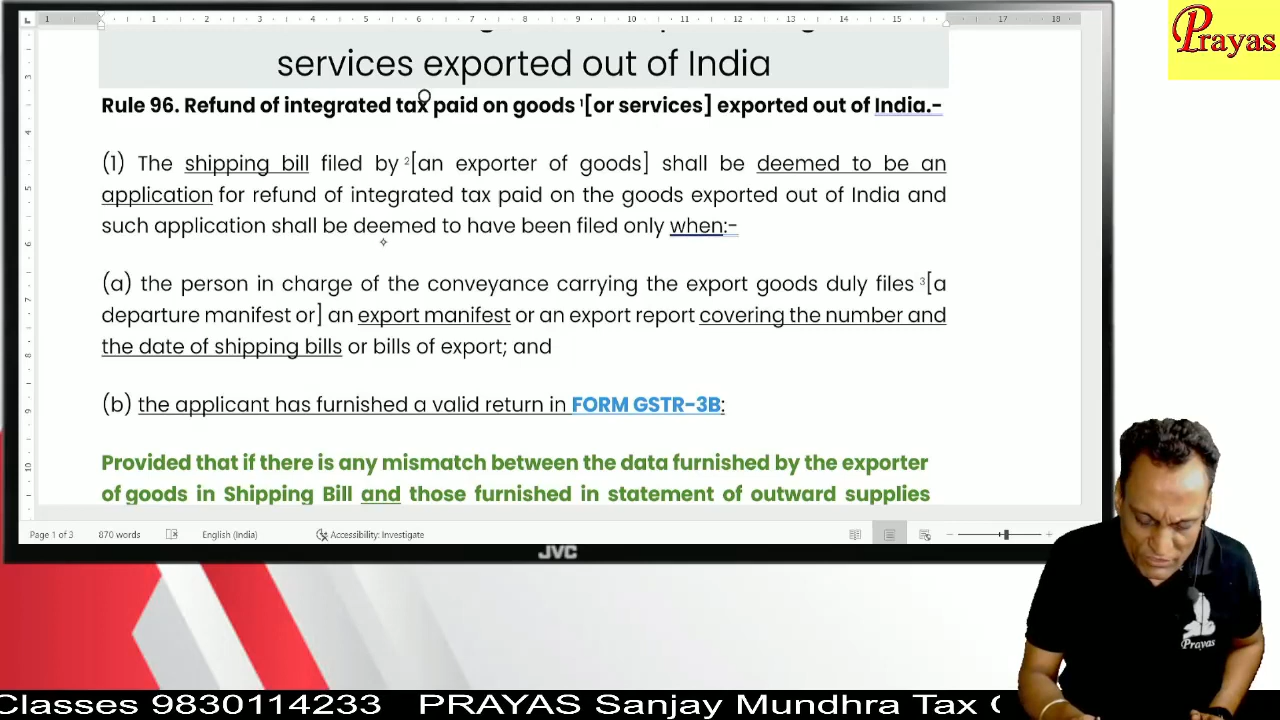 Prayas
services exported out of India
Rule 96. Refund of integrated tax paid on goods ¹[or services] exported out of India.-
(1) The shipping bill filed by ²[an exporter of goods] shall be deemed to be an
application for refund of integrated tax paid on the goods exported out of India and
such application shall be deemed to have been filed only when:-
(a) the person in charge of the conveyance carrying the export goods duly files ³[a
departure manifest or] an export manifest or an export report covering the number and
the date of shipping bills or bills of export; and
(b) the applicant has furnished a valid return in FORM GSTR-3B:
Provided that if there is any mismatch between the data furnished by the exporter
of goods in Shipping Bill and those furnished in statement of outward supplies
Page 1 of 3 870 words English (India) Accessibility: Investigate
JVC
Prayas
Classes 9830114233 PRAYAS Sanjay Mundhra Tax